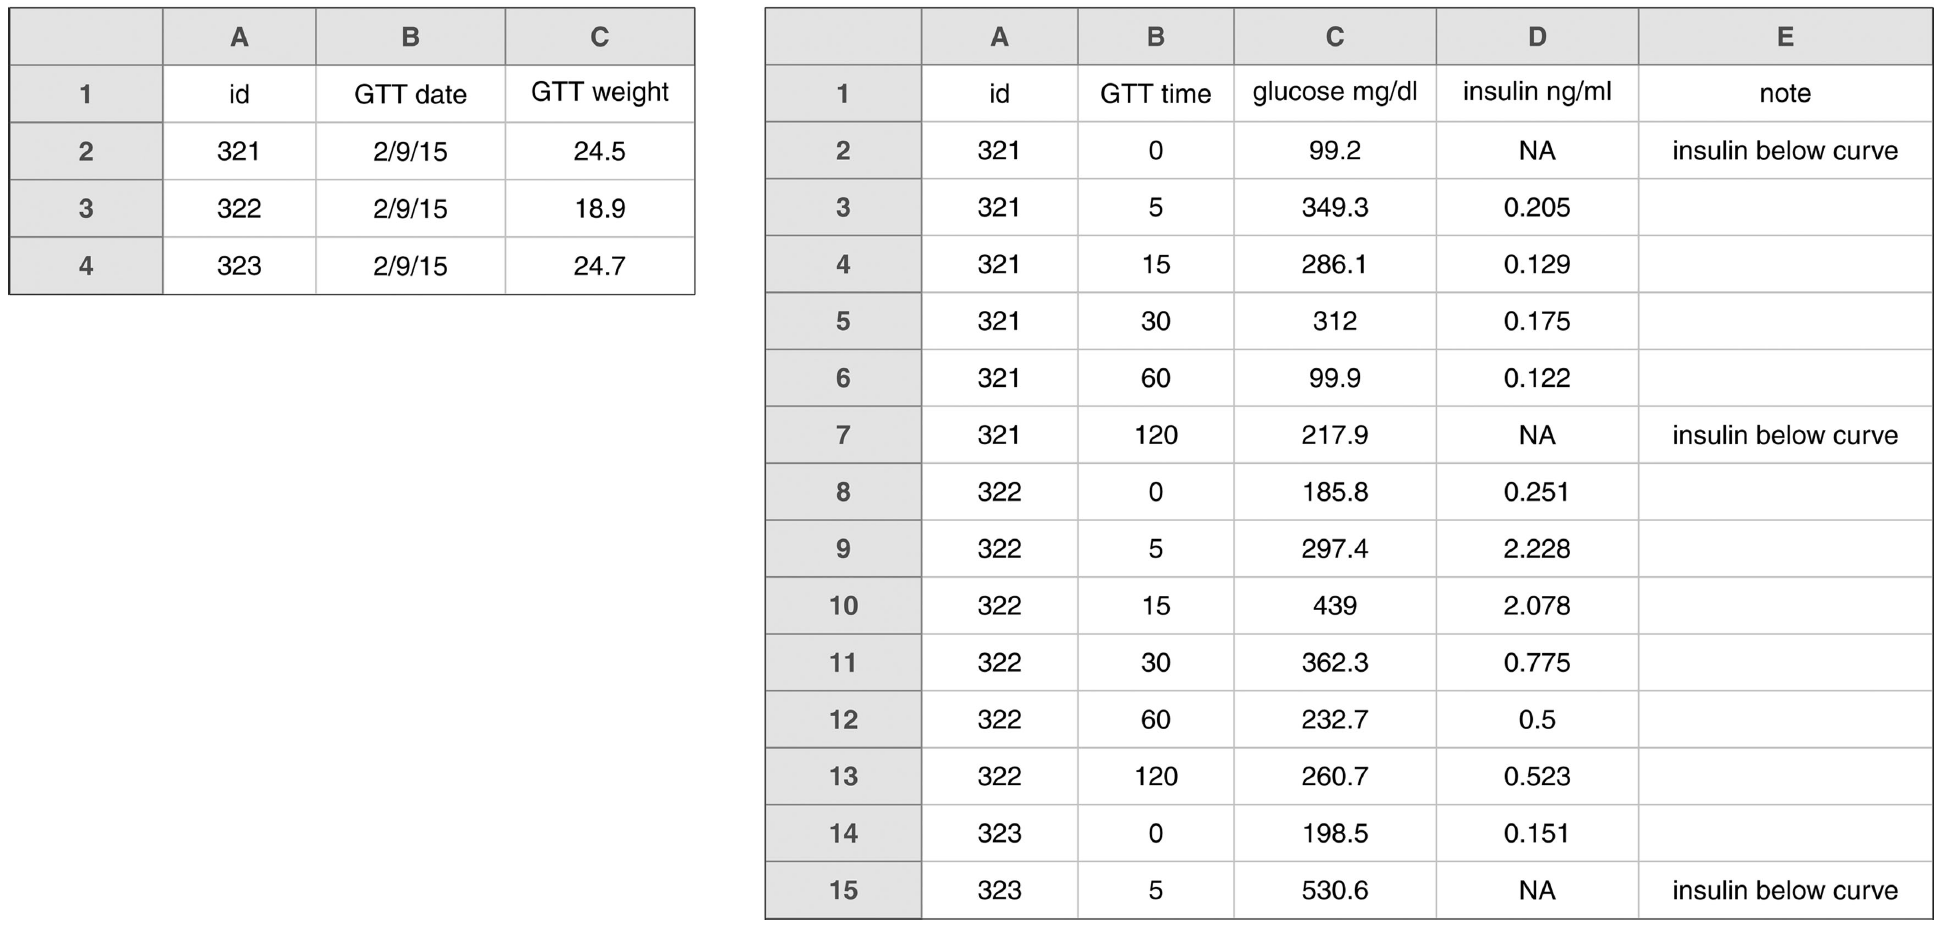 A B C
1 id GTT date GTT weight
2 321 2/9/15 24.5
3 322 2/9/15 18.9
4 323 2/9/15 24.7
A B C D E
1 id GTT time glucose mg/dl insulin ng/ml note
2 321 0 99.2 NA insulin below curve
3 321 5 349.3 0.205
4 321 15 286.1 0.129
5 321 30 312 0.175
6 321 60 99.9 0.122
7 321 120 217.9 NA insulin below curve
8 322 0 185.8 0.251
9 322 5 297.4 2.228
10 322 15 439 2.078
11 322 30 362.3 0.775
12 322 60 232.7 0.5
13 322 120 260.7 0.523
14 323 0 198.5 0.151
15 323 5 530.6 NA insulin below curve